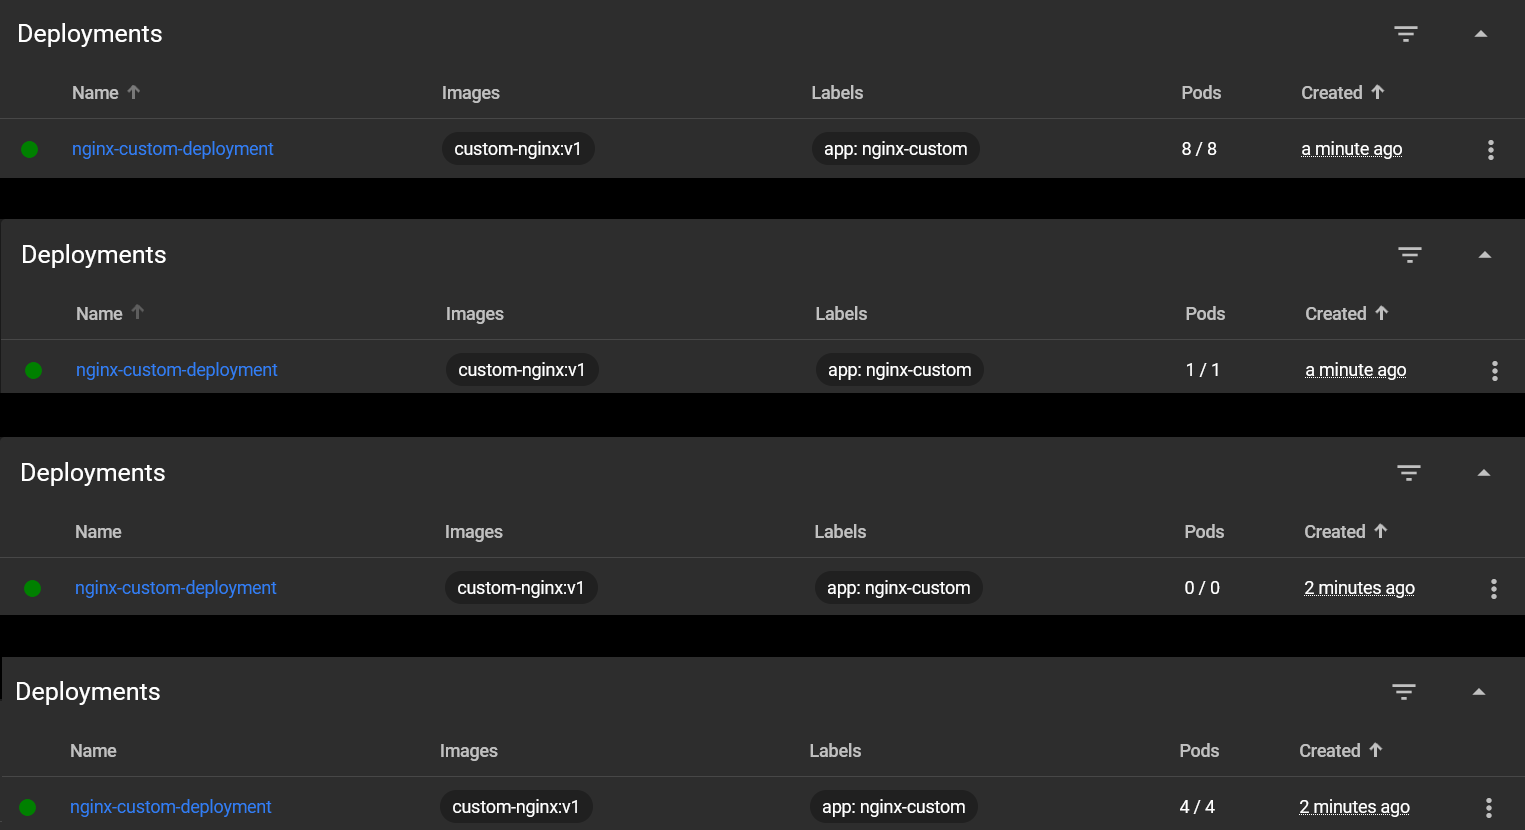 Deployments
Name Images Labels Pods Created
nginx-custom-deployment custom-nginx:v1 app: nginx-custom 8 / 8 a minute ago
Deployments
Name Images Labels Pods Created
nginx-custom-deployment custom-nginx:v1 app: nginx-custom 1 / 1 a minute ago
Deployments
Name Images Labels Pods Created
nginx-custom-deployment custom-nginx:v1 app: nginx-custom 0 / 0 2 minutes ago
Deployments
Name Images Labels Pods Created
nginx-custom-deployment custom-nginx:v1 app: nginx-custom 4 / 4 2 minutes ago